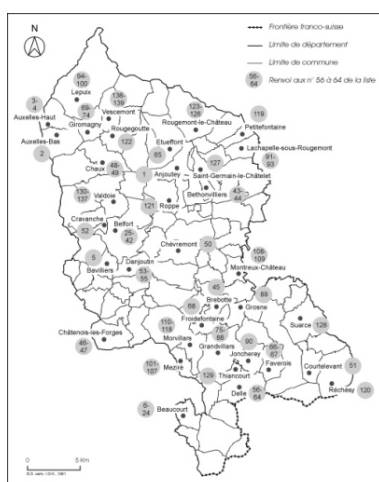 N
Frontière franco-suisse
Limite de département
Limite de commune
56-64
Renvoi aux n° 56 à 64 de la liste
94-100
Lepuix
138-139
Vescemont
3-4
69-74
Auxelles-Haut
Giromagny
Rougegoutte
123-126
Rougemont-le-Château
119
Petitefontaine
Auxelles-Bas
2
122
Etueffont
65
Lachapelle-sous-Rougemont
91-93
Chaux
48-49
1
Anjoutey
127
Saint-Germain-le-Châtelet
Bethonvilliers
43-44
130-137
Valdoie
121
Roppe
Cravanche
52
Belfort
25-42
Chèvremont
50
5
Bavilliers
Danjoutin
53-55
108-109
Montreux-Château
45
Brebotte
89
Grosne
68
Froidefontaine
Suarce
128
Châtenois-les-Forges
46-47
110-118
Morvillars
75-88
Grandvillars
90
Joncherey
66-67
Faverois
Courtelevant
51
101-107
Meziré
129
Thiancourt
Delle
56-64
Réchésy
120
6-24
Beaucourt
0
5 Km